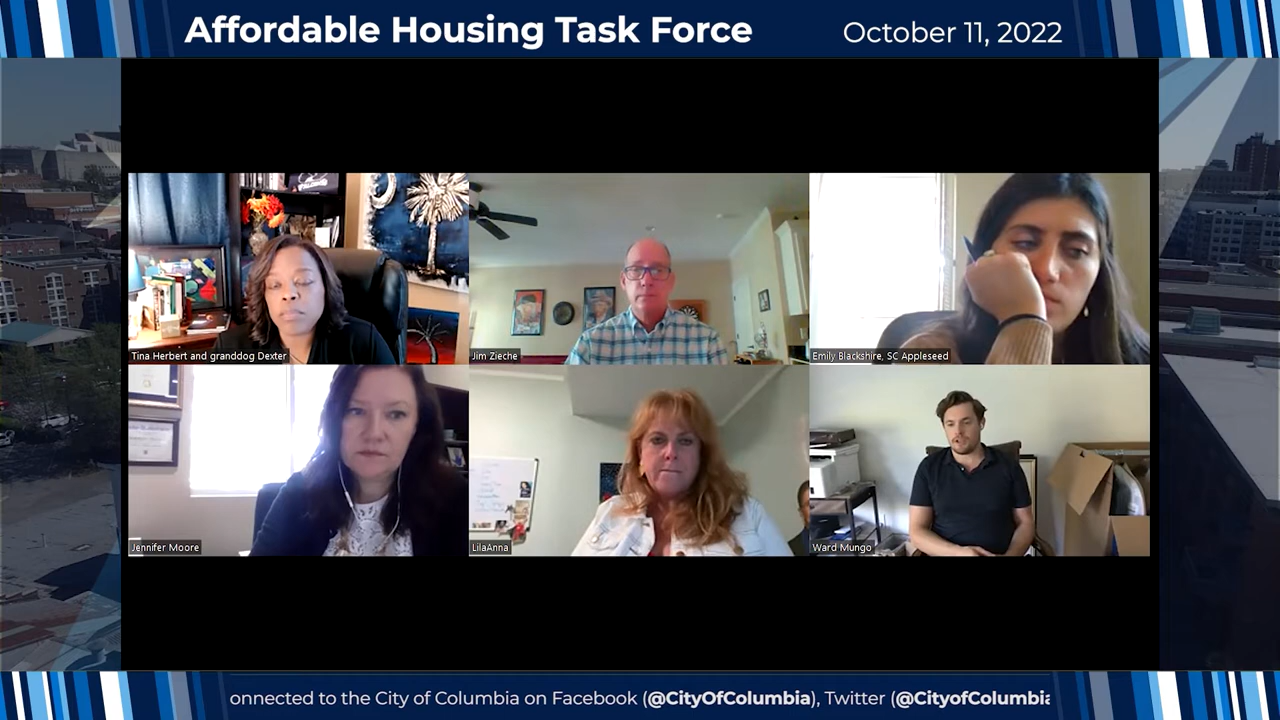 Affordable Housing Task Force
October 11, 2022
Tina Herbert and granddog Dexter
Jim Zieche
Emily Blackshire, SC Appleseed
Jennifer Moore
LilaAnna
Ward Mungo
onnected to the City of Columbia on Facebook (@CityOfColumbia), Twitter (@CityofColumbia